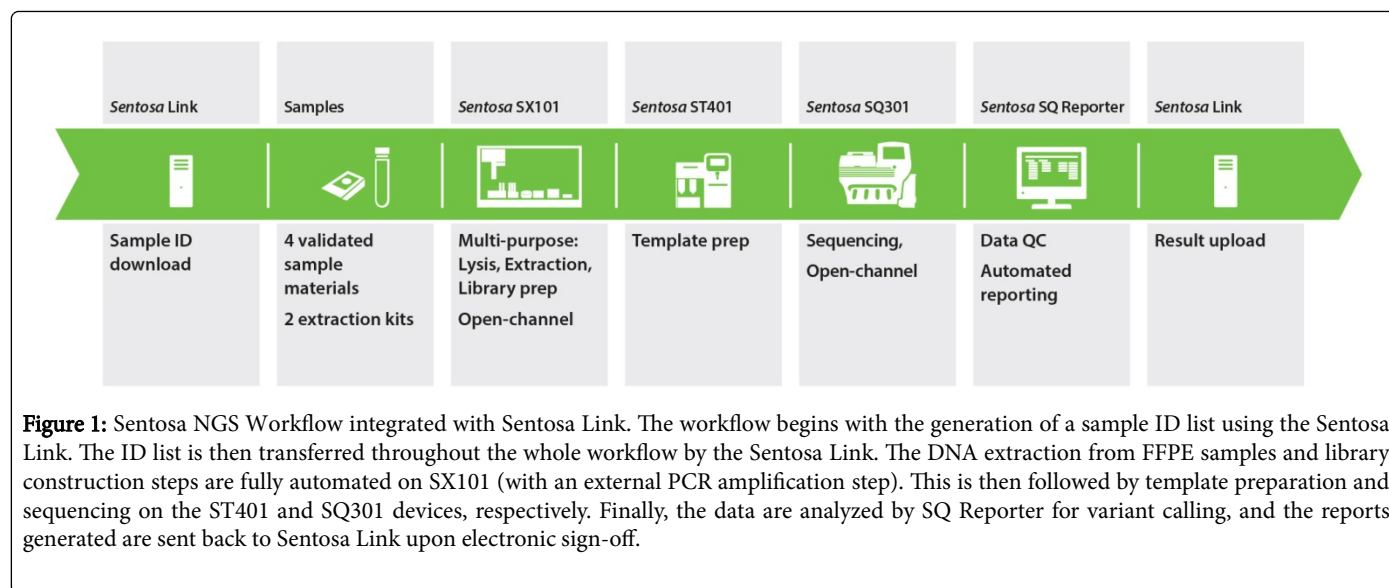 Sentosa Link
Samples
Sentosa SX101
Sentosa ST401
Sentosa SQ301
Sentosa SQ Reporter
Sentosa Link
Sample ID
download
4 validated
sample
materials
2 extraction kits
Multi-purpose:
Lysis, Extraction,
Library prep
Open-channel
Template prep
Sequencing,
Open-channel
Data QC
Automated
reporting
Result upload
Figure 1: Sentosa NGS Workflow integrated with Sentosa Link. The workflow begins with the generation of a sample ID list using the Sentosa
Link. The ID list is then transferred throughout the whole workflow by the Sentosa Link. The DNA extraction from FFPE samples and library
construction steps are fully automated on SX101 (with an external PCR amplification step). This is then followed by template preparation and
sequencing on the ST401 and SQ301 devices, respectively. Finally, the data are analyzed by SQ Reporter for variant calling, and the reports
generated are sent back to Sentosa Link upon electronic sign-off.